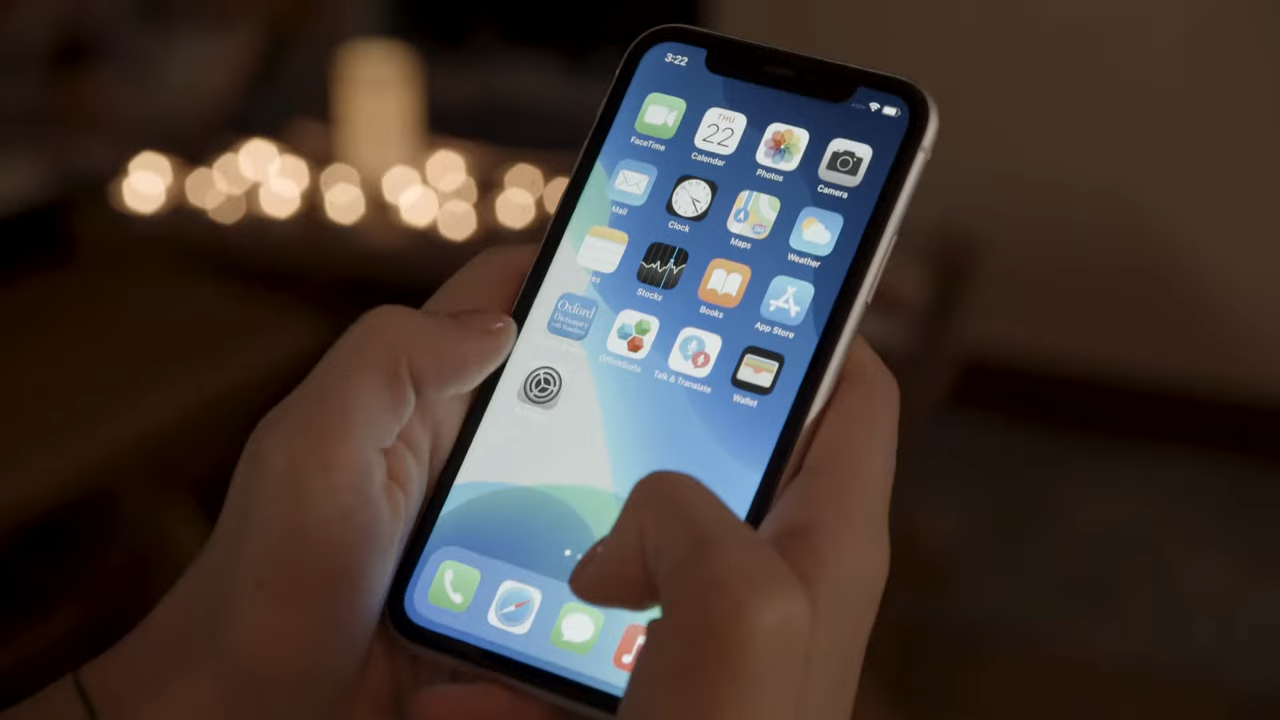 3:22
THU
22
FaceTime
Calendar
Photos
Camera
Mail
Clock
Maps
Weather
Stocks
Books
App Store
Oxford
Dictionary
OfficeSuite
Talk & Translate
Wallet